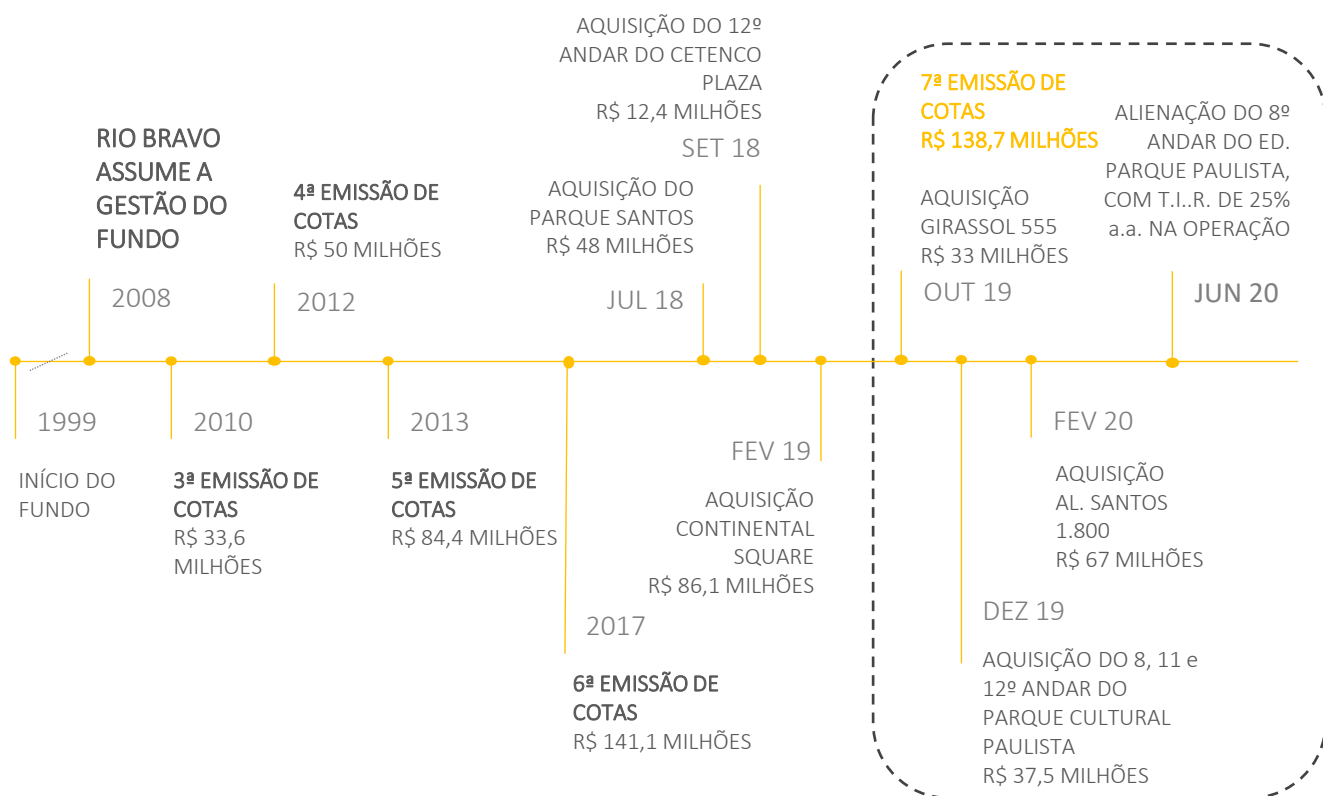 1999
INÍCIO DO
FUNDO
RIO BRAVO
ASSUME A
GESTÃO DO
FUNDO
2008
2010
3ª EMISSÃO DE
COTAS
R$ 33,6
MILHÕES
4ª EMISSÃO DE
COTAS
R$ 50 MILHÕES
2012
2013
5ª EMISSÃO DE
COTAS
R$ 84,4 MILHÕES
2017
6ª EMISSÃO DE
COTAS
R$ 141,1 MILHÕES
AQUISIÇÃO DO
PARQUE SANTOS
R$ 48 MILHÕES
JUL 18
AQUISIÇÃO DO 12º
ANDAR DO CETENCO
PLAZA
R$ 12,4 MILHÕES
SET 18
FEV 19
AQUISIÇÃO
CONTINENTAL
SQUARE
R$ 86,1 MILHÕES
7ª EMISSÃO DE
COTAS
R$ 138,7 MILHÕES
AQUISIÇÃO
GIRASSOL 555
R$ 33 MILHÕES
OUT 19
DEZ 19
AQUISIÇÃO DO 8, 11 e
12º ANDAR DO
PARQUE CULTURAL
PAULISTA
R$ 37,5 MILHÕES
FEV 20
AQUISIÇÃO
AL. SANTOS
1.800
R$ 67 MILHÕES
ALIENAÇÃO DO 8º
ANDAR DO ED.
PARQUE PAULISTA,
COM T.I..R. DE 25%
a.a. NA OPERAÇÃO
JUN 20